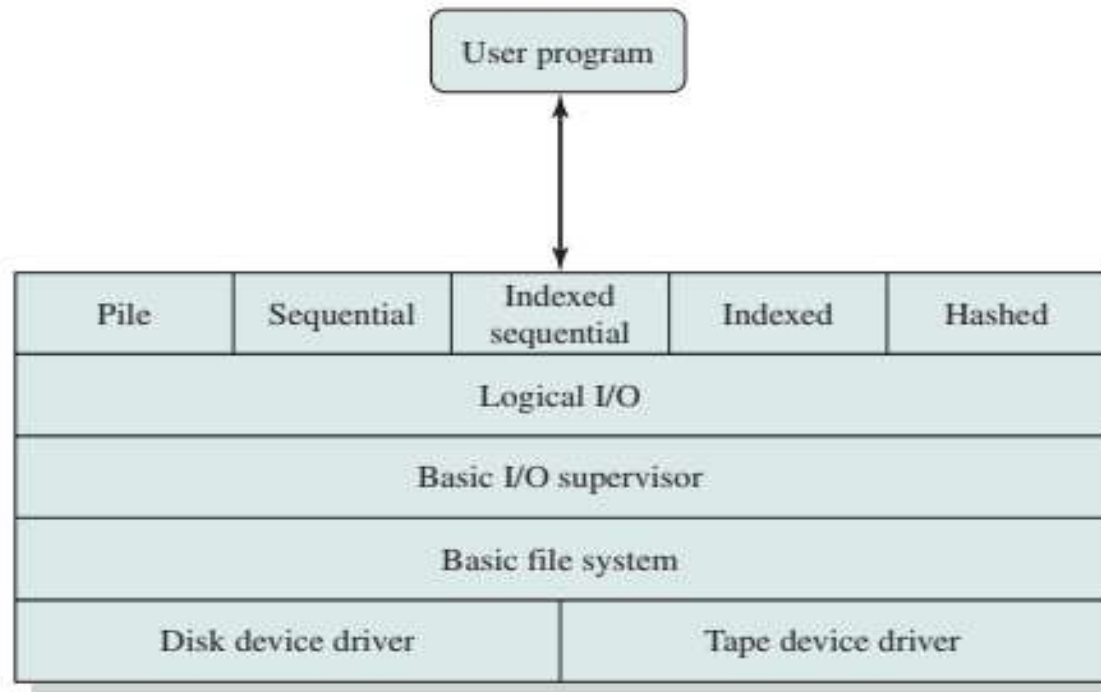 User program
Pile
Sequential
Indexed
sequential
Indexed
Hashed
Logical I/O
Basic I/O supervisor
Basic file system
Disk device driver
Tape device driver